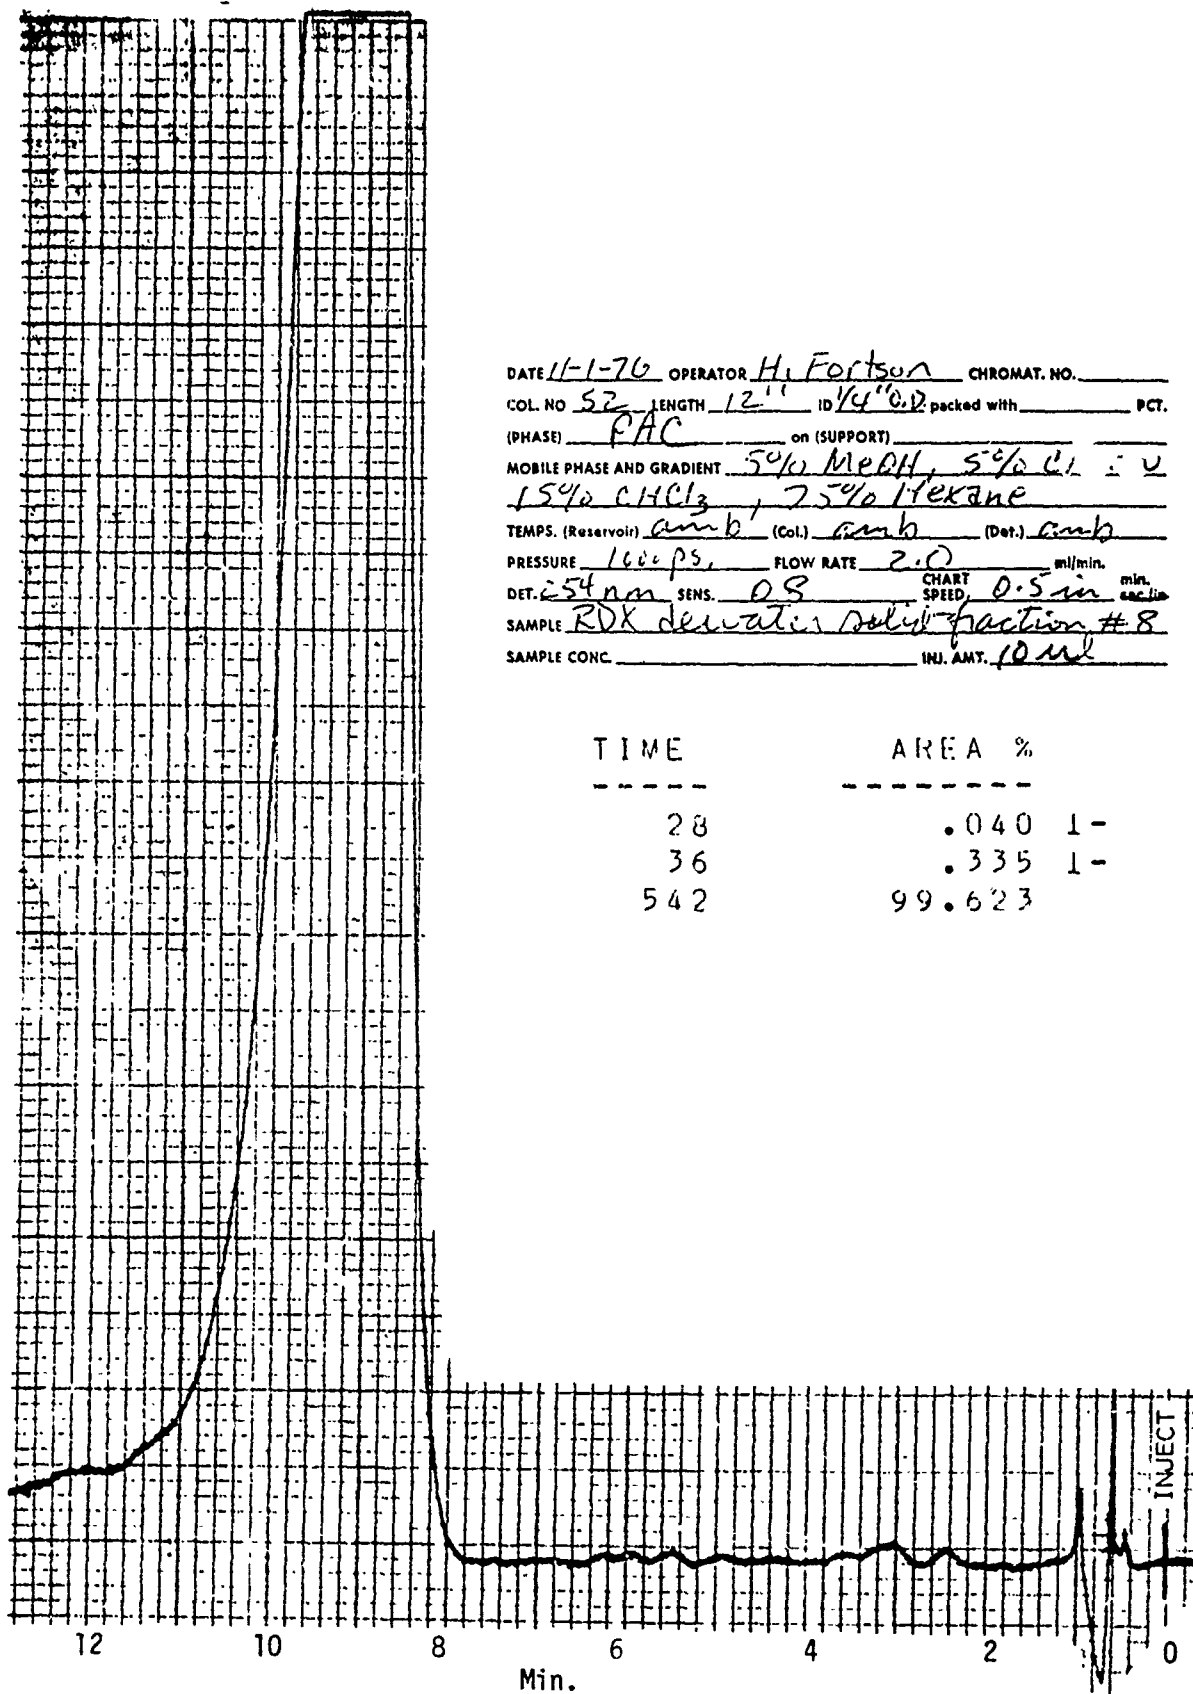 DATE 11-1-76 OPERATOR H. Fortson CHROMAT. NO.
COL. NO 52 LENGTH 12" ID 1/4" O.D. packed with PCT.
(PHASE) PAC on (SUPPORT)
MOBILE PHASE AND GRADIENT 5% MeOH, 5%
15% CHCl3, 75% Hexane
TEMPS. (Reservoir) amb (Col.) amb (Det.) amb
PRESSURE FLOW RATE 2.0 ml/min.
DET. 254 nm SENS. 08 CHART SPEED 0.5 in min.
SAMPLE RDX solid fraction #8
SAMPLE CONC. INJ. AMT. 10 ul
TIME AREA %
----- -------
28 .040 1-
36 .335 1-
542 99.623
INJECT
12 10 8 6 4 2 0
Min.